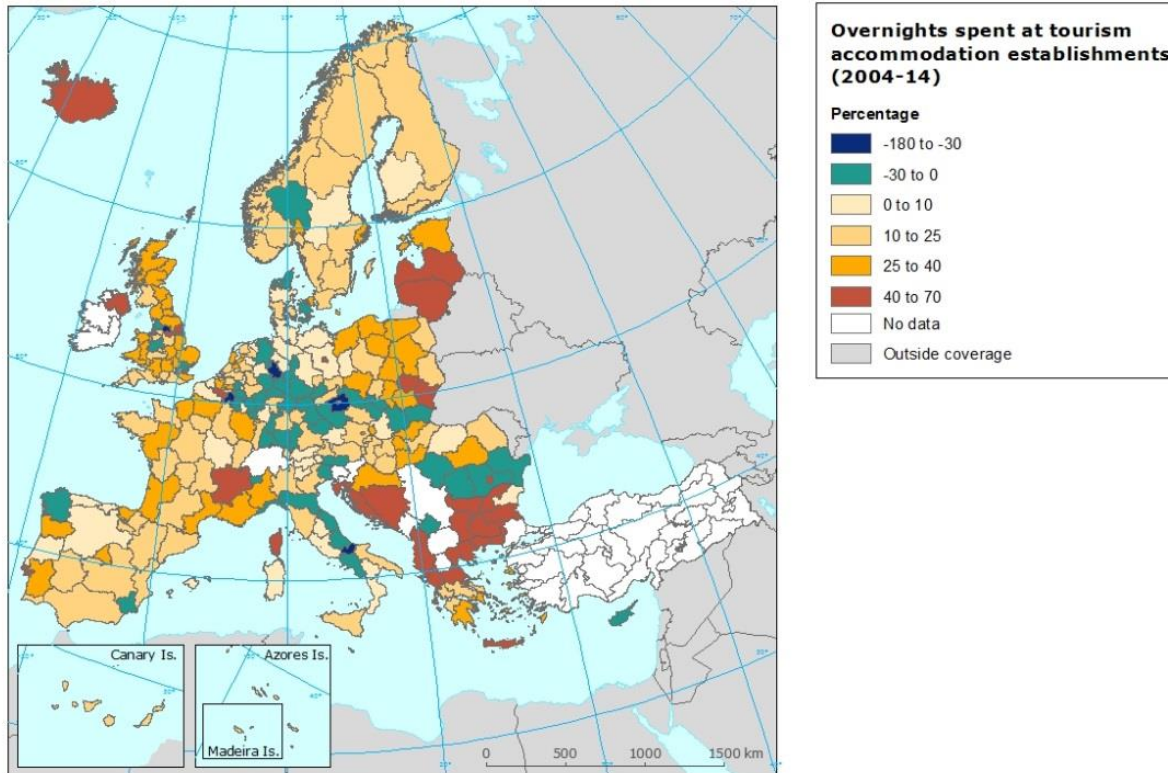 Overnights spent at tourism
accommodation establishments
(2004-14)
Percentage
-180 to -30
-30 to 0
0 to 10
10 to 25
25 to 40
40 to 70
No data
Outside coverage
Canary Is.
Azores Is.
Madeira Is.
0 500 1000 1500 km